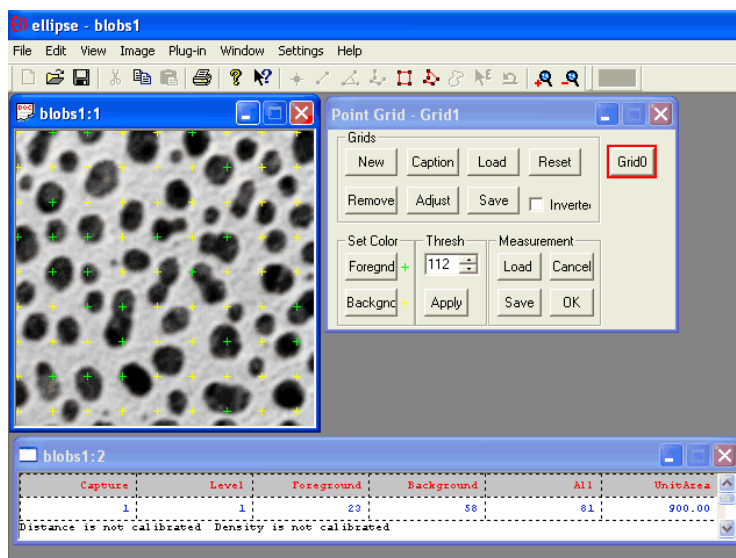 ellipse - blobs1
File Edit View Image Plug-in Window Settings Help
blobs1:1
Point Grid - Grid1
Grids
New Caption Load Reset Grid0
Remove Adjust Save Inverte
Set Color Thresh Measurement
Foregnd + 112 Load Cancel
Backgnd + Apply Save OK
blobs1:2
Capture Level Foreground Background All UnitArea
1 1 23 58 81 900.00
Distance is not calibrated Density is not calibrated